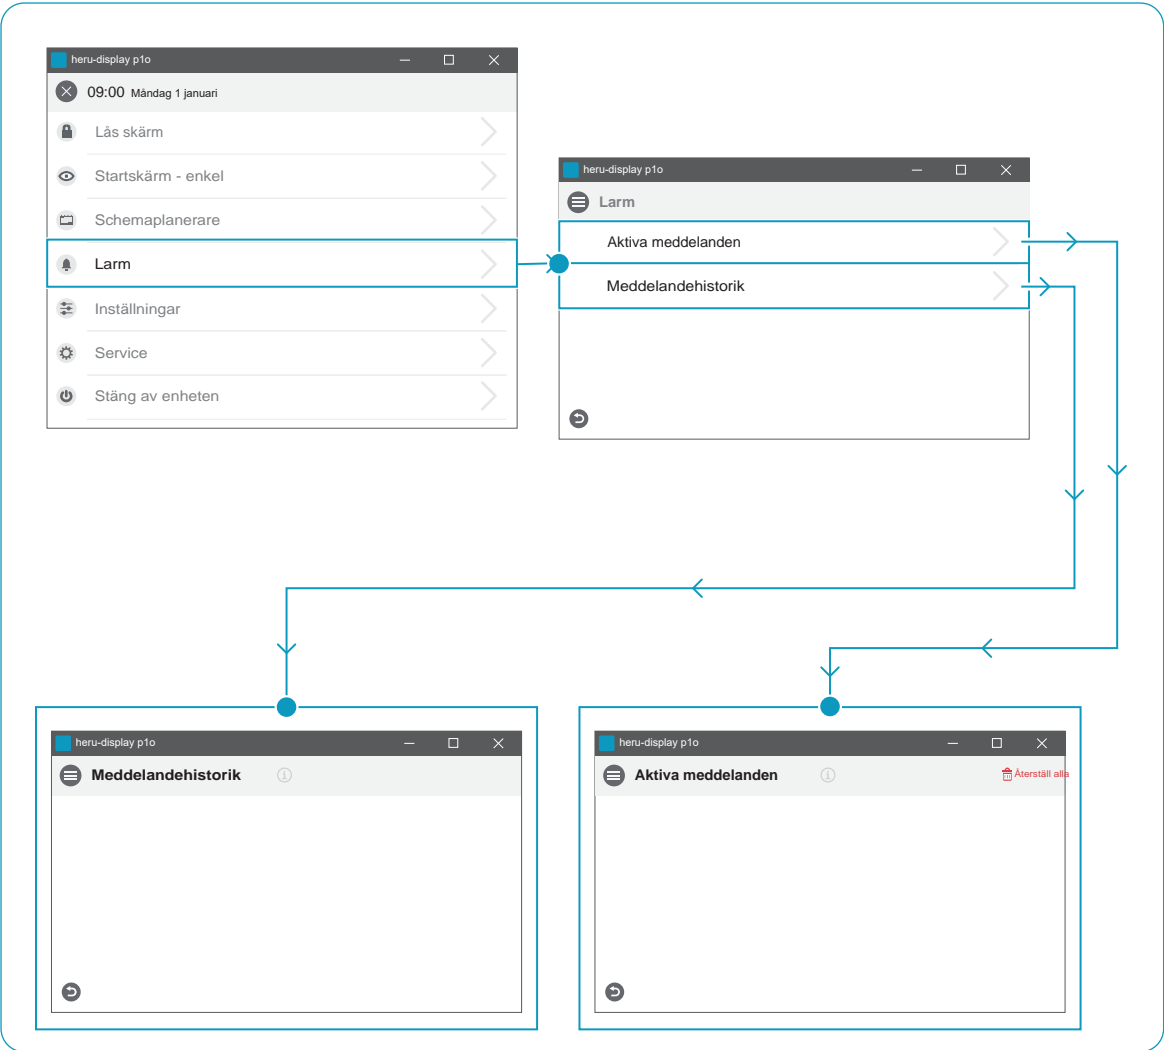 heru-display p1o
09:00 Måndag 1 januari
Lås skärm
Startskärm - enkel
Schemaplanerare
Larm
Inställningar
Service
Stäng av enheten
heru-display p1o
Larm
Aktiva meddelanden
Meddelandehistorik
heru-display p1o
Meddelandehistorik
heru-display p1o
Aktiva meddelanden
Återställ alla